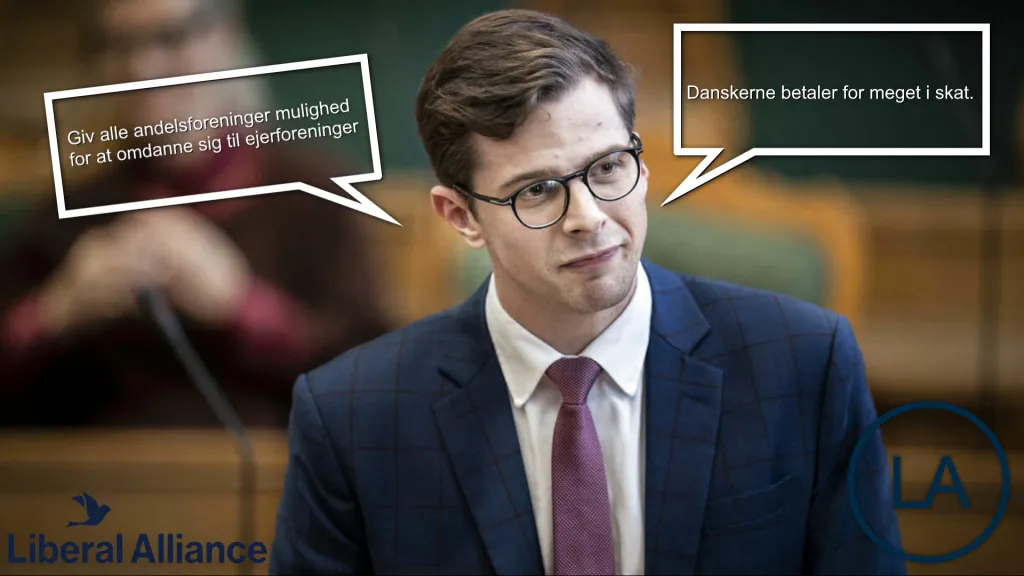 Giv alle andelsforeninger mulighed
for at omdanne sig til ejerforeninger
Danskerne betaler for meget i skat.
Liberal Alliance
LA